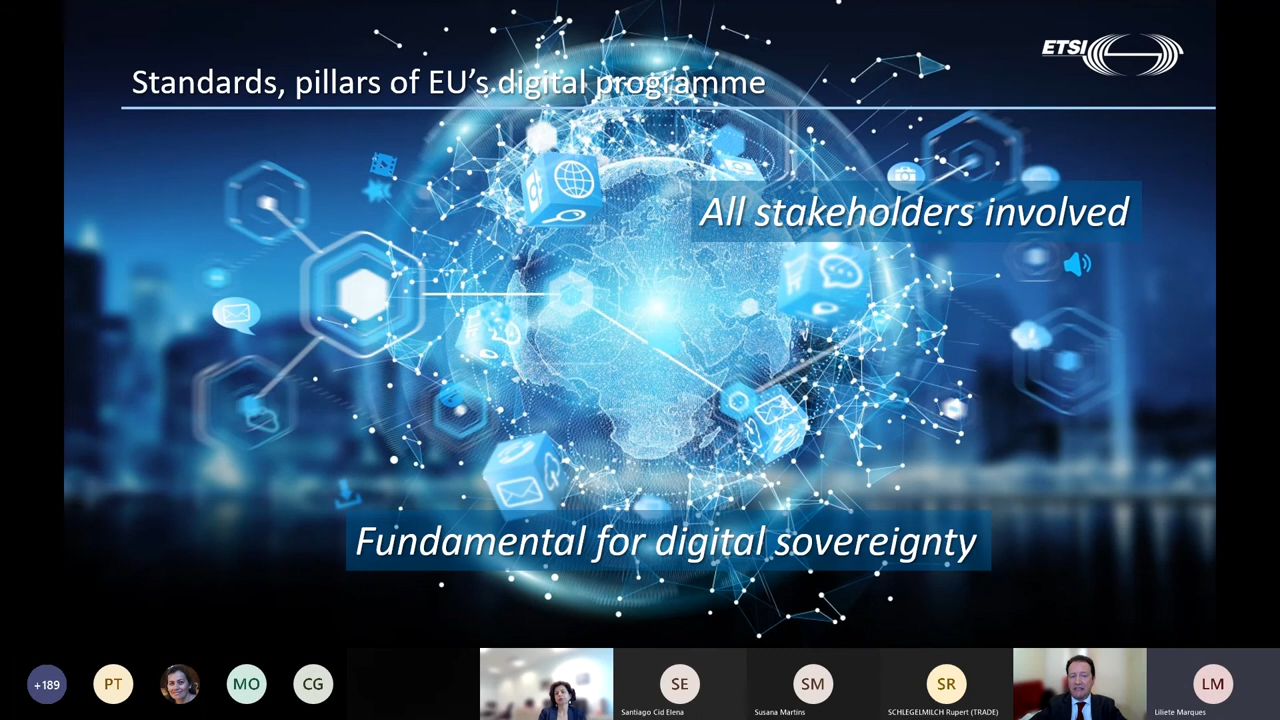 ETSI
Standards, pillars of EU's digital programme
All stakeholders involved
Fundamental for digital sovereignty
+189
PT
MO
CG
SE
SM
SR
LM
Santiago Cid Elena
Susana Martins
SCHLEGELMILCH Rupert (TRADE)
Liliete Marques